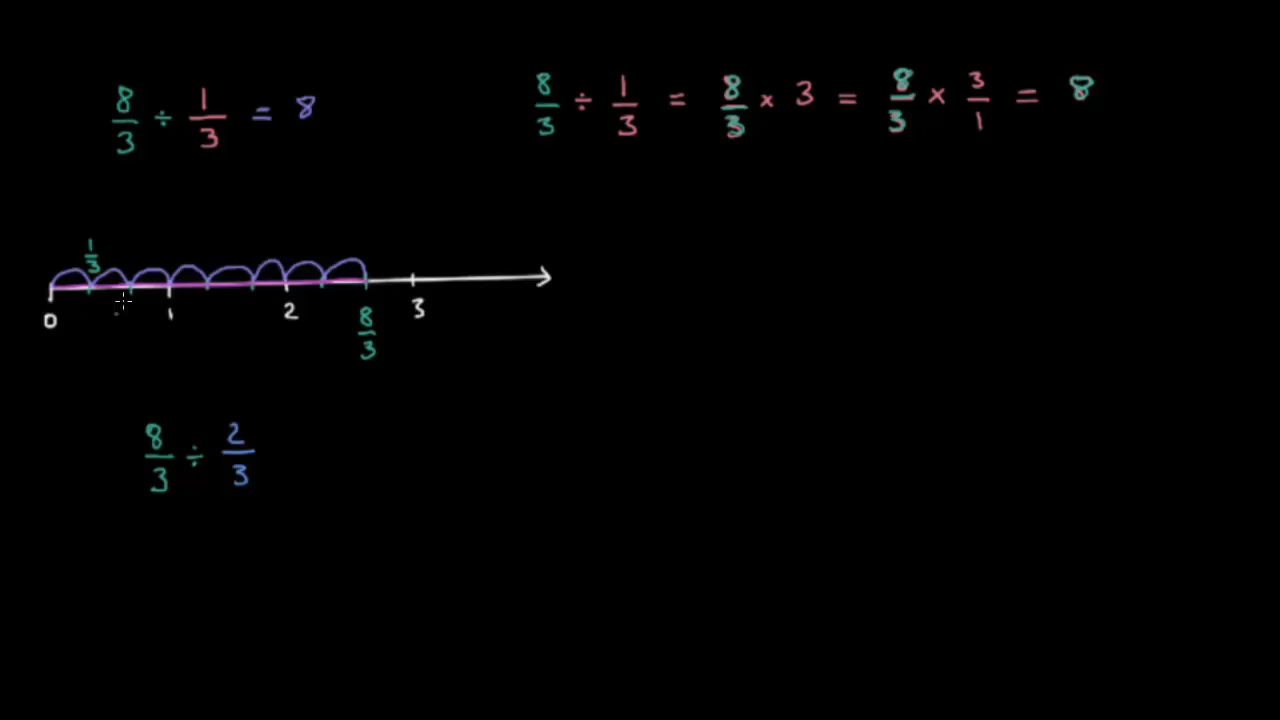 8/3 ÷ 1/3 = 8
8/3 ÷ 1/3 = 8/3 × 3 = 8/3 × 3/1 = 8
1/3
0 1 2 8/3 3
8/3 ÷ 2/3